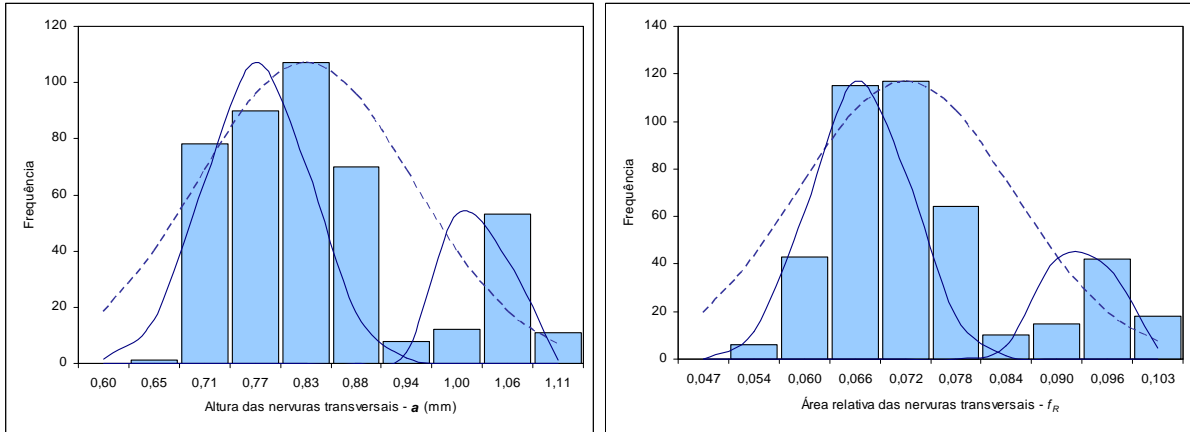 120
100
80
60
40
20
0
Frequência
0,60 0,65 0,71 0,77 0,83 0,88 0,94 1,00 1,06 1,11
Altura das nervuras transversais - a (mm)
140
120
100
80
60
40
20
0
Frequência
0,047 0,054 0,060 0,066 0,072 0,078 0,084 0,090 0,096 0,103
Área relativa das nervuras transversais - fR